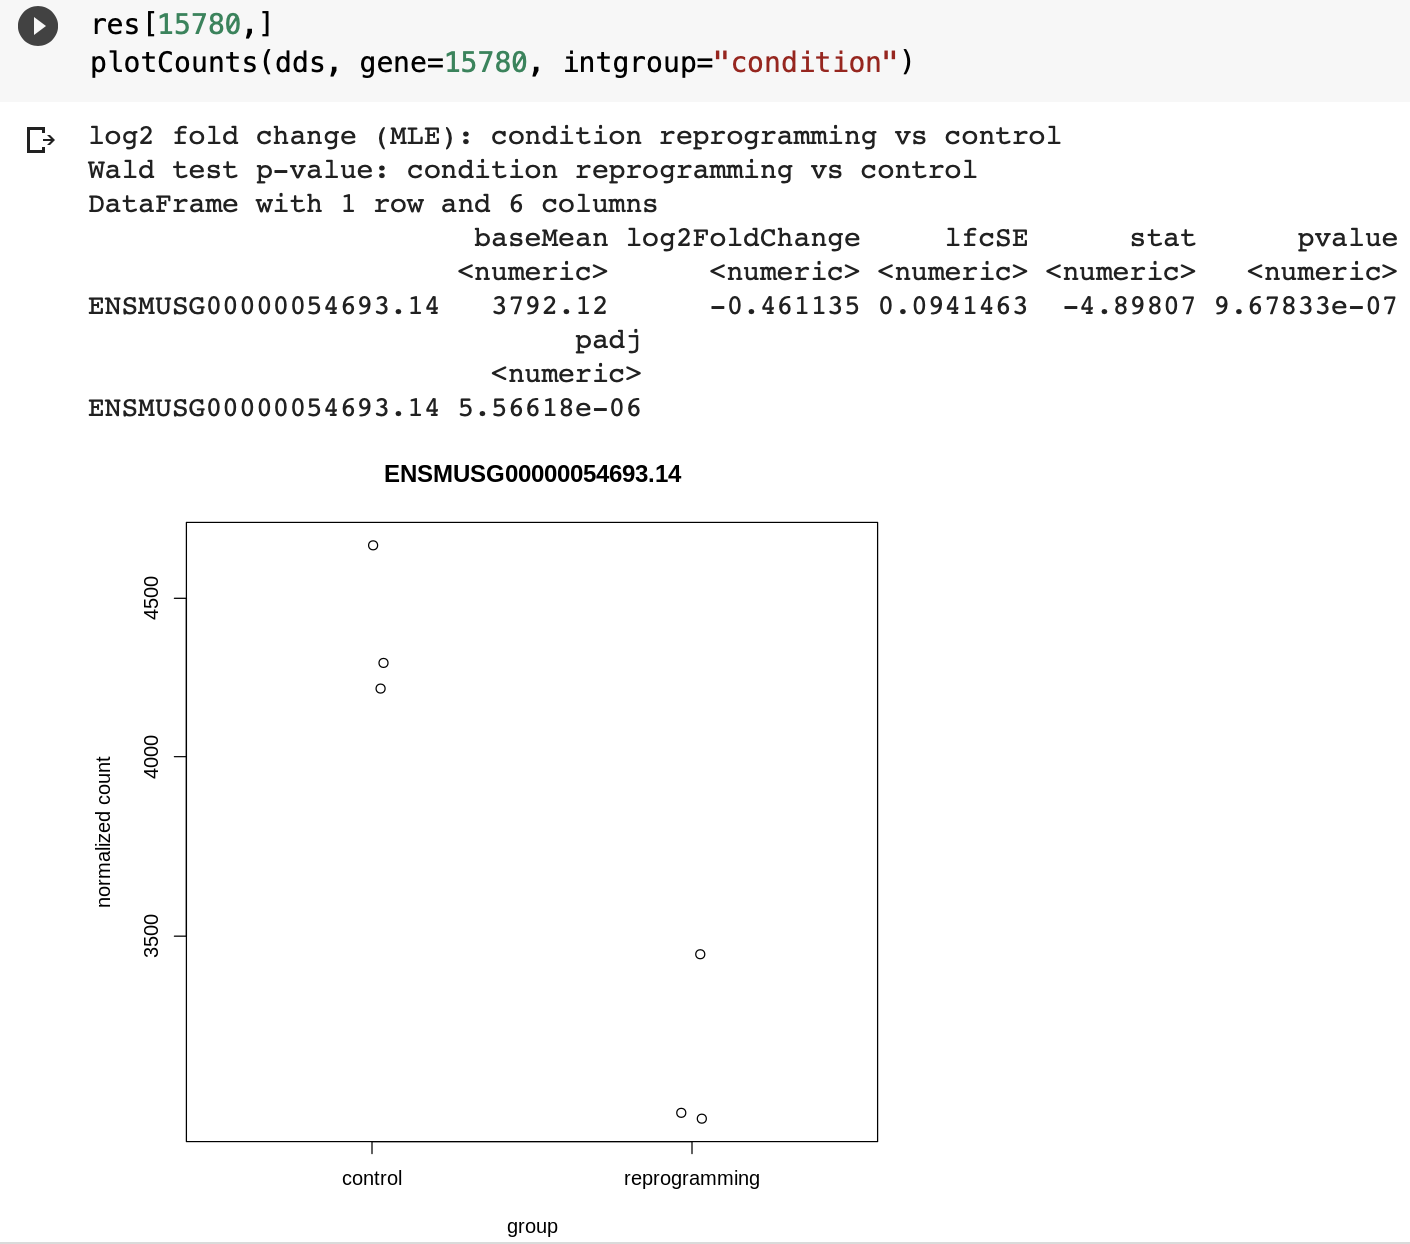 res[15780,]
plotCounts(dds, gene=15780, intgroup="condition")
log2 fold change (MLE): condition reprogramming vs control
Wald test p-value: condition reprogramming vs control
DataFrame with 1 row and 6 columns
baseMean log2FoldChange lfcSE stat pvalue
<numeric> <numeric> <numeric> <numeric> <numeric>
ENSMUSG00000054693.14 3792.12 -0.461135 0.0941463 -4.89807 9.67833e-07
padj
<numeric>
ENSMUSG00000054693.14 5.56618e-06
ENSMUSG00000054693.14
4500
4000
3500
normalized count
control reprogramming
group